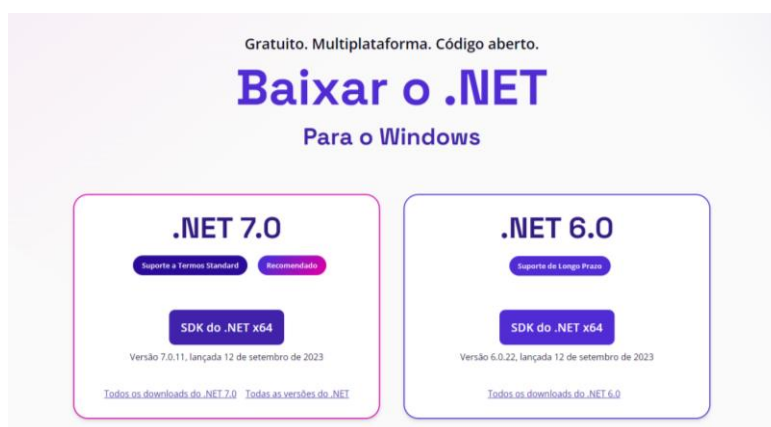 Gratuito. Multiplataforma. Código aberto.
Baixar o .NET
Para o Windows
.NET 7.0
Suporte a Termos Standard
Recomendado
SDK do .NET x64
Versão 7.0.11, lançada 12 de setembro de 2023
Todos os downloads do .NET 7.0
Todas as versões do .NET
.NET 6.0
Suporte de Longo Prazo
SDK do .NET x64
Versão 6.0.22, lançada 12 de setembro de 2023
Todos os downloads do .NET 6.0